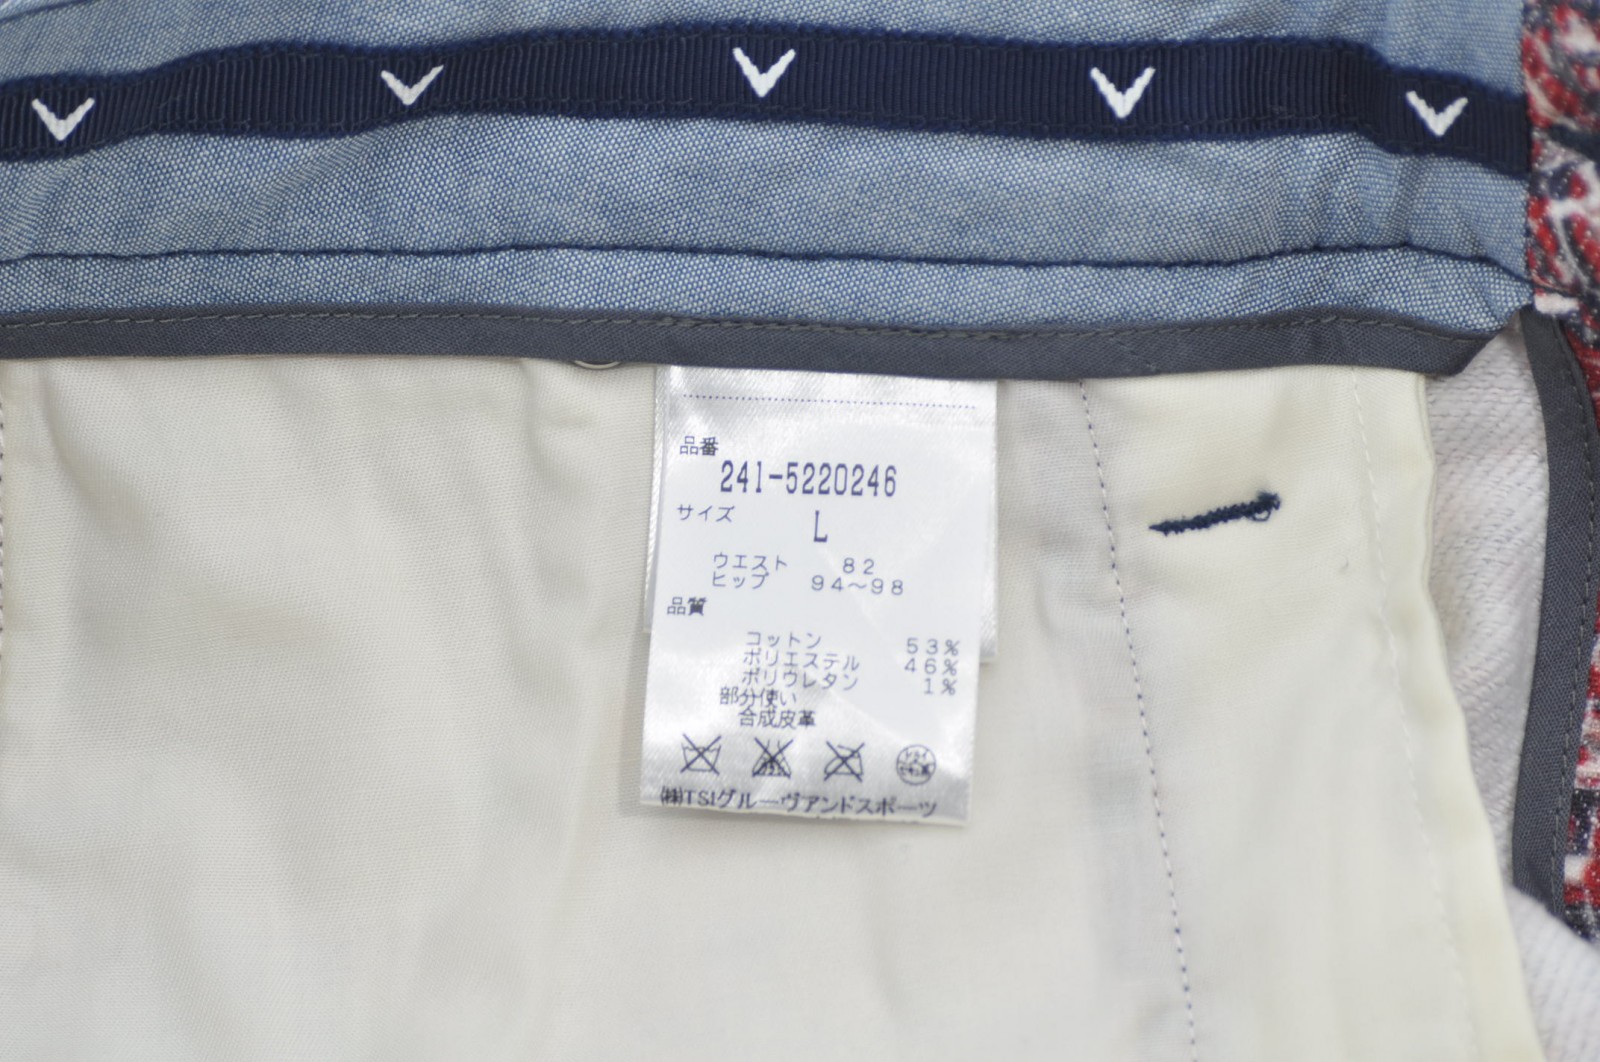 品番
241-5220246
サイズ
L
ウエスト 82
ヒップ 94〜98
品質
コットン 53%
ポリエステル 46%
ポリウレタン 1%
部分使い
合成皮革
㈱TSIグルーヴアンドスポーツ